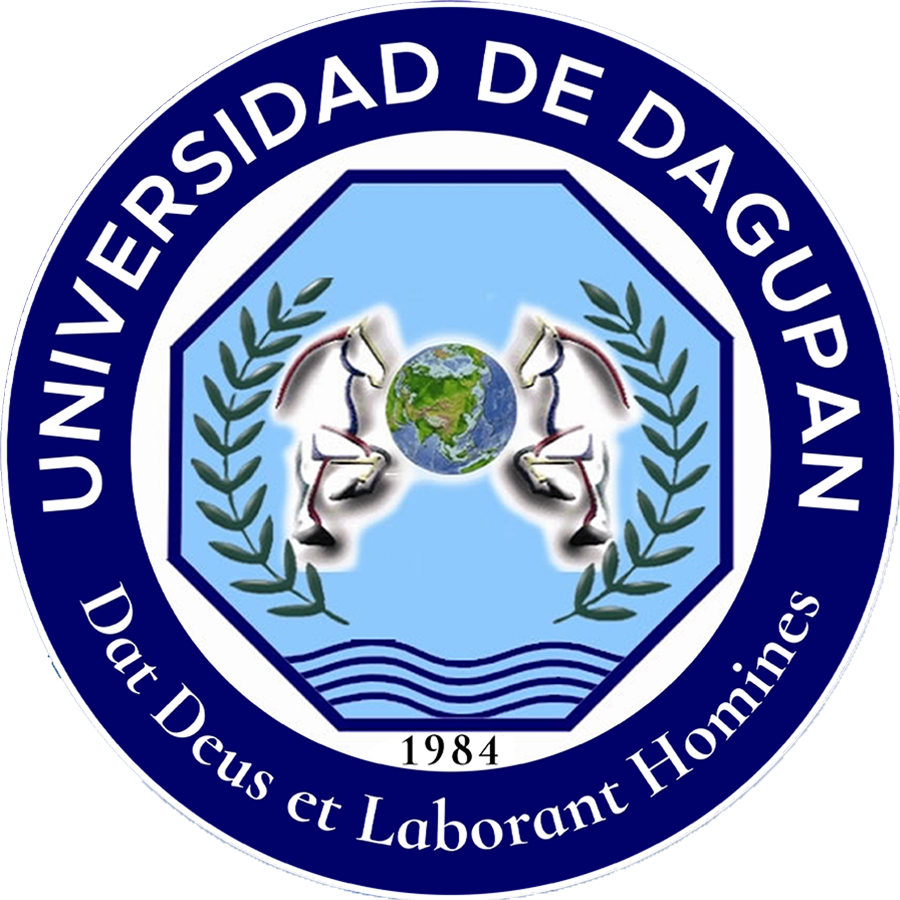 UNIVERSIDAD DE DAGUPAN
1984
Dat Deus et Laborant Homines